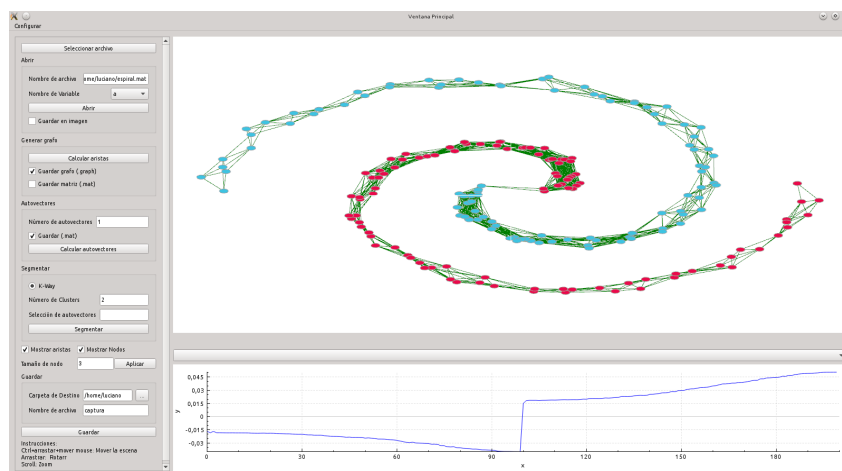 Ventana Principal
Configurar
Seleccionar archivo
Abrir
Nombre de archivo ome/luciano/espiral.mat
Nombre de Variable a
Abrir
Guardar en imagen
Generar grafo
Calcular aristas
Guardar grafo (.graph)
Guardar matriz (.mat)
Autovectores
Número de autovectores 1
Guardar (.mat)
Calcular autovectores
Segmentar
K-Way
Número de Clusters 2
Selección de autovectores
Segmentar
Mostrar aristas Mostrar Nodos
Tamaño de nodo 3 Aplicar
Guardar
Carpeta de Destino /home/luciano ...
Nombre de archivo captura
Guardar
Instrucciones:
Ctrl+arrastar+mover mouse: Mover la escena
Arrastrar: Rotarr
Scroll: Zoom
0,045
0,03
0,015
0
-0,015
-0,03
y
0 30 60 90 120 150 180
x